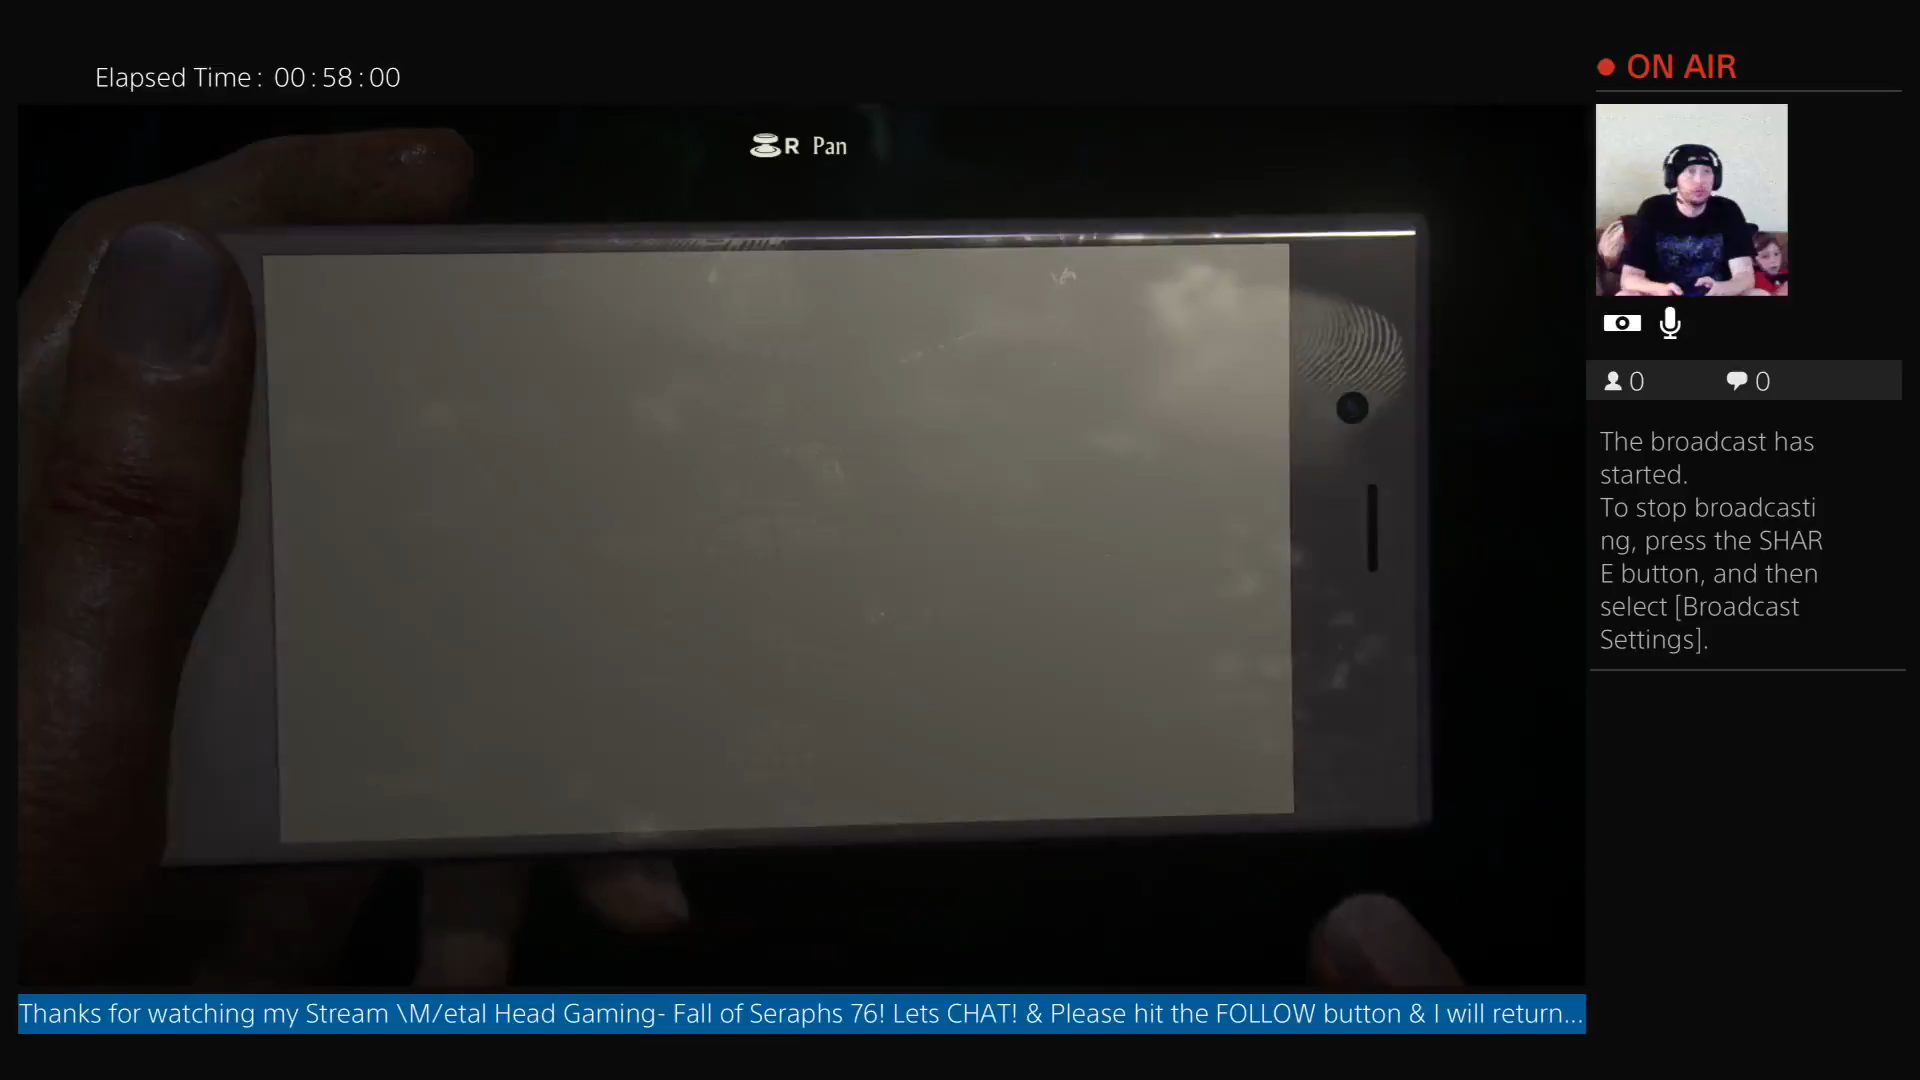 Elapsed Time: 00:58:00
ON AIR
R Pan
0 0
The broadcast has
started.
To stop broadcasti
ng, press the SHAR
E button, and then
select [Broadcast
Settings].
Thanks for watching my Stream \M/etal Head Gaming- Fall of Seraphs 76! Lets CHAT! & Please hit the FOLLOW button & I will return...